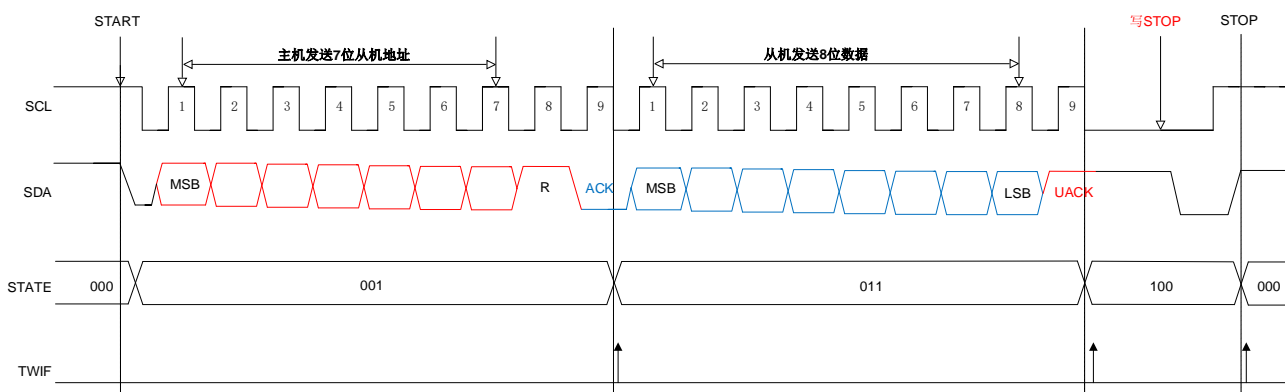 START
写STOP
STOP
主机发送7位从机地址
从机发送8位数据
SCL
1 2 3 4 5 6 7 8 9 1 2 3 4 5 6 7 8 9
SDA
MSB R ACK MSB LSB UACK
STATE
000 001 011 100 000
TWIF